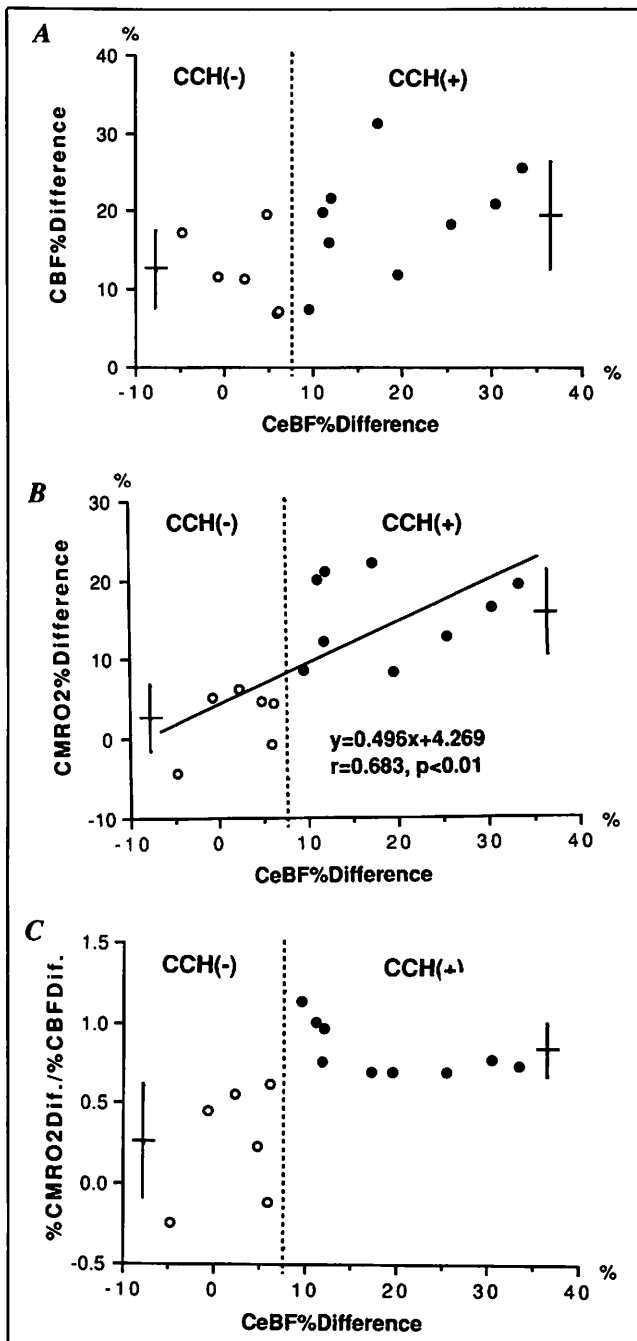 A
%
CCH(-)
CCH(+)
CBF%Difference
40
30
20
10
0
-10 0 10 20 30 40
%
CeBF%Difference
B
%
CCH(-)
CCH(+)
CMRO2%Difference
30
20
10
0
-10
y=0.496x+4.269
r=0.683, p<0.01
-10 0 10 20 30 40
%
CeBF%Difference
C
CCH(-)
CCH(+)
%CMRO2Dif./%CBFDif.
1.5
1.0
0.5
0.0
-0.5
-10 0 10 20 30 40
%
CeBF%Difference